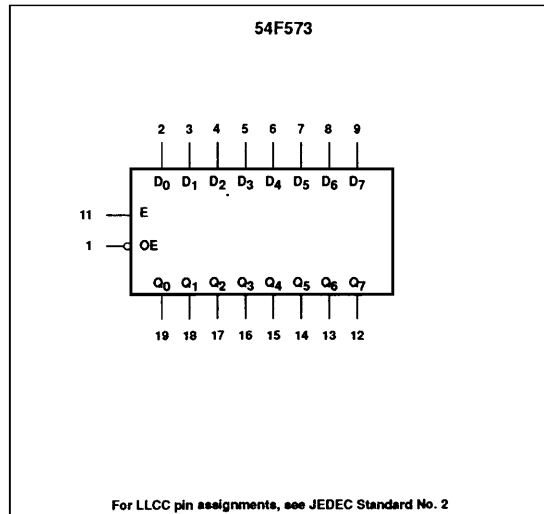 54F573
2 3 4 5 6 7 8 9
D0 D1 D2 D3 D4 D5 D6 D7
11 E
1 OE
Q0 Q1 Q2 Q3 Q4 Q5 Q6 Q7
19 18 17 16 15 14 13 12
For LLCC pin assignments, see JEDEC Standard No. 2